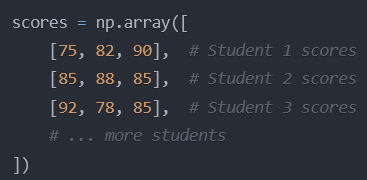 scores = np.array([
    [75, 82, 90],  # Student 1 scores
    [85, 88, 85],  # Student 2 scores
    [92, 78, 85],  # Student 3 scores
    # ... more students
])